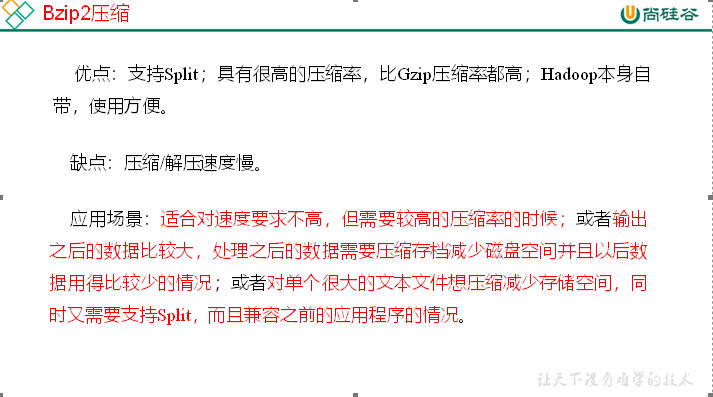 Bzip2压缩
尚硅谷
优点：支持Split；具有很高的压缩率，比Gzip压缩率都高；Hadoop本身自
带，使用方便。
缺点：压缩/解压速度慢。
应用场景：适合对速度要求不高，但需要较高的压缩率的时候；或者输出
之后的数据比较大，处理之后的数据需要压缩存档减少磁盘空间并且以后数
据用得比较少的情况；或者对单个很大的文本文件想压缩减少存储空间，同
时又需要支持Split，而且兼容之前的应用程序的情况。
让天下没有难学的技术